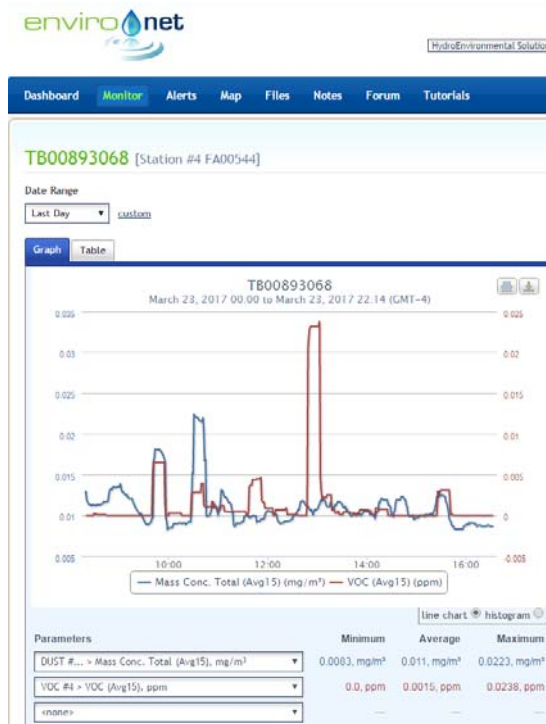 enviro net
HydroEnvironmental Solution
Dashboard Monitor Alerts Map Files Notes Forum Tutorials
TB00893068 [Station #4 FA00544]
Date Range
Last Day custom
Graph Table
TB00893068
March 23, 2017 00:00 to March 23, 2017 22:14 (GMT-4)
0.035 0.025
0.03 0.02
0.025 0.015
0.02 0.01
0.015 0.005
0.01 0
0.005 -0.005
10:00 12:00 14:00 16:00
Mass Conc. Total (Avg15) (mg/m³) VOC (Avg15) (ppm)
line chart histogram
Parameters Minimum Average Maximum
DUST #... > Mass Conc. Total (Avg15), mg/m³ 0.0083, mg/m³ 0.011, mg/m³ 0.0223, mg/m³
VOC #4 > VOC (Avg15), ppm 0.0, ppm 0.0015, ppm 0.0238, ppm
<none> — — —